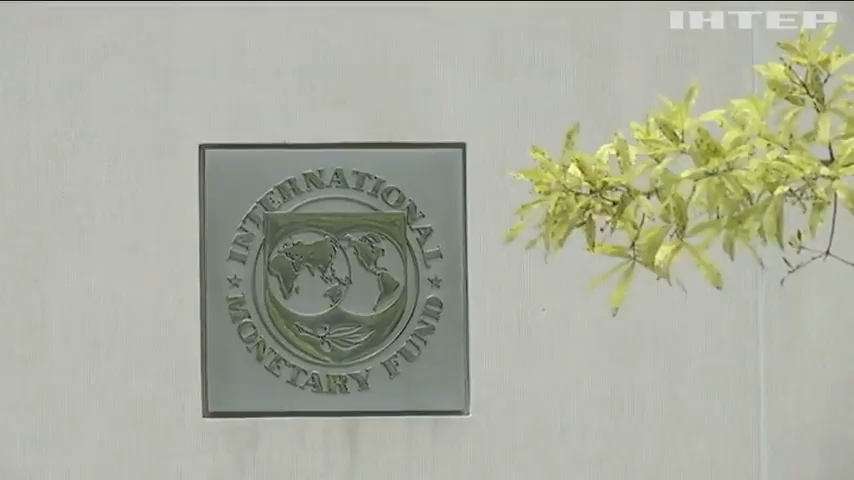 ІНТЕР
INTERNATIONAL
MONETARY FUND